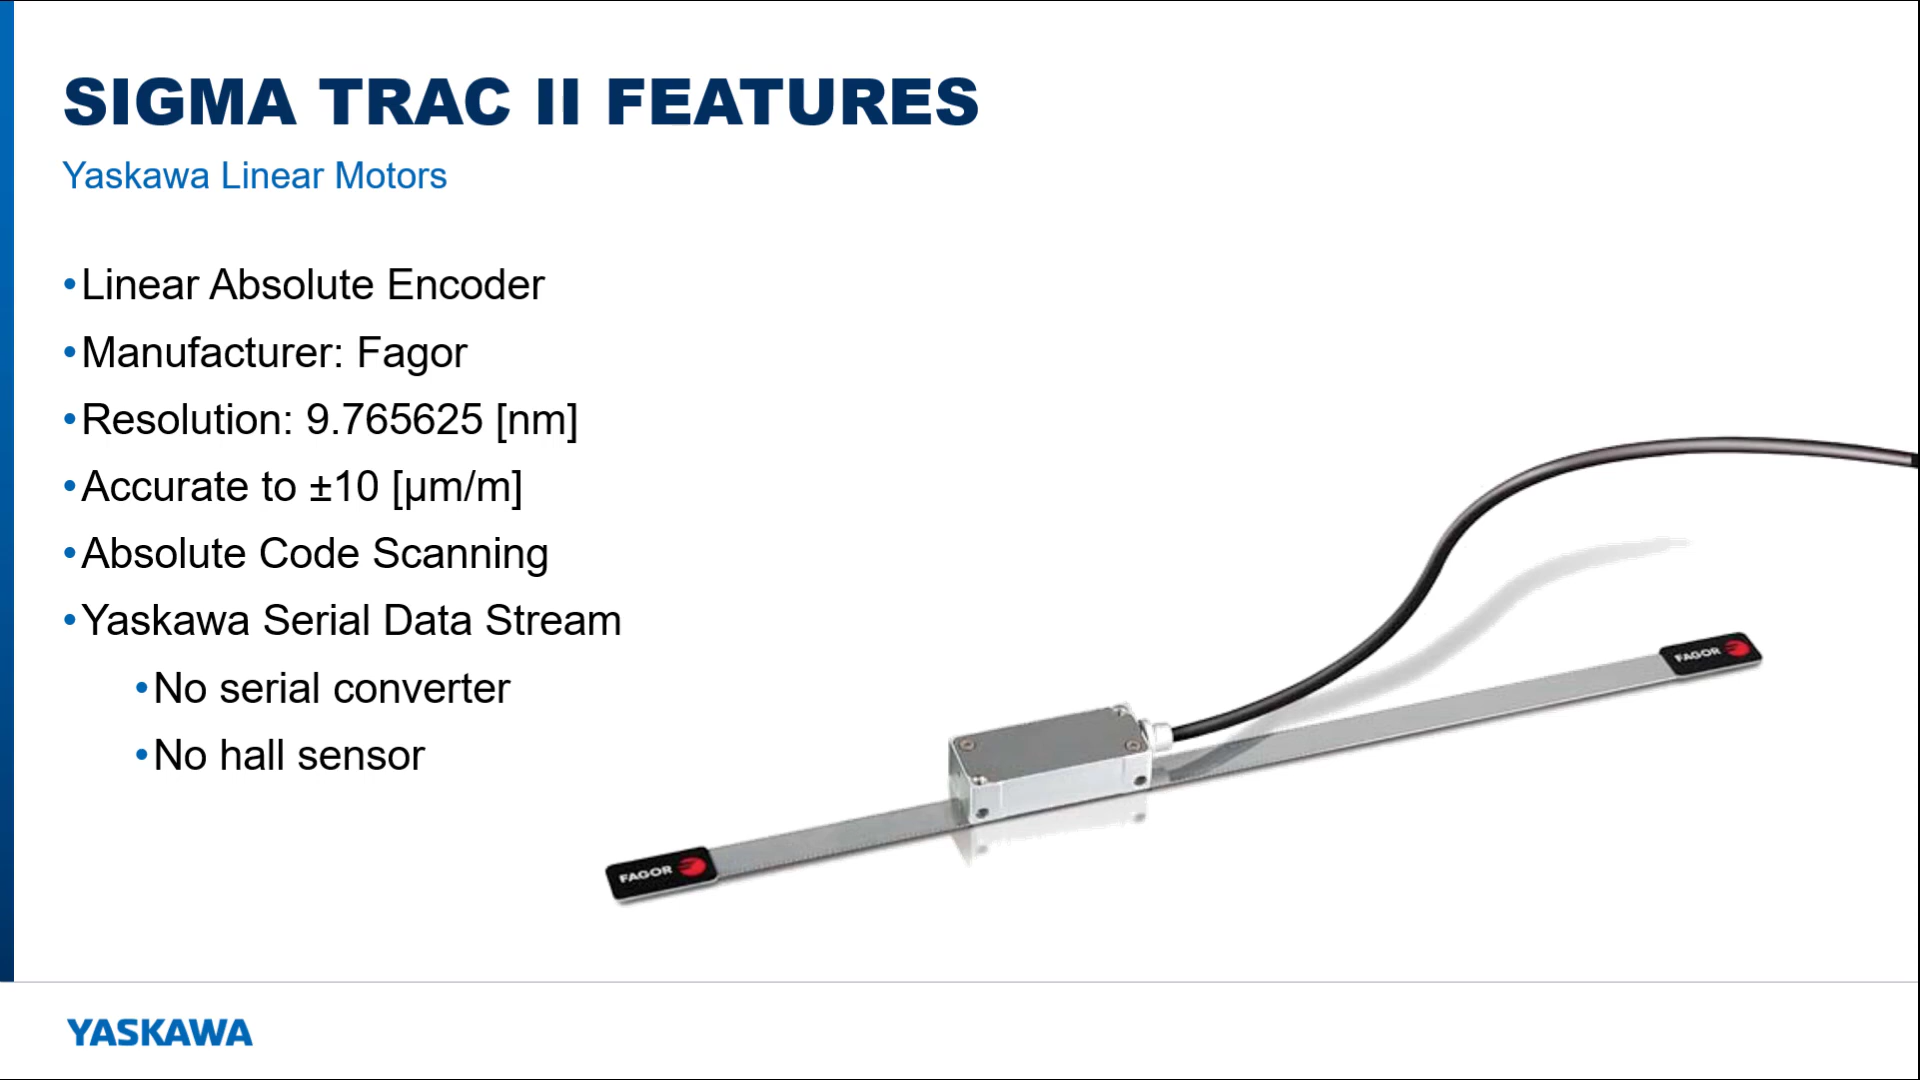 SIGMA TRAC II FEATURES
Yaskawa Linear Motors
•Linear Absolute Encoder
•Manufacturer: Fagor
•Resolution: 9.765625 [nm]
•Accurate to ±10 [μm/m]
•Absolute Code Scanning
•Yaskawa Serial Data Stream
•No serial converter
•No hall sensor
FAGOR
FAGOR
YASKAWA